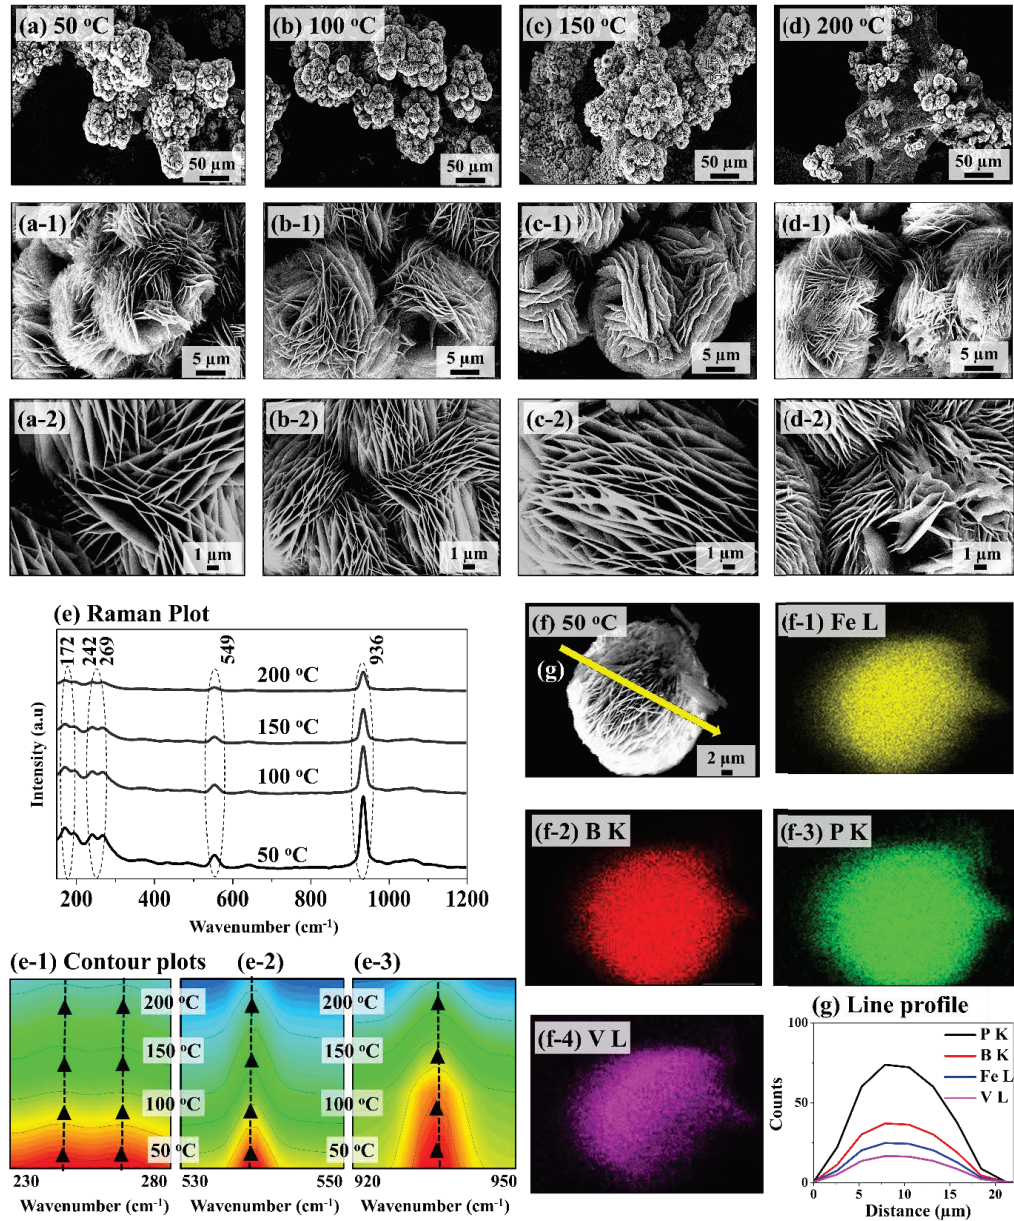 (a) 50 °C
(b) 100 °C
(c) 150 °C
(d) 200 °C
50 µm
50 µm
50 µm
50 µm
(a-1)
(b-1)
(c-1)
(d-1)
5 µm
5 µm
5 µm
5 µm
(a-2)
(b-2)
(c-2)
(d-2)
1 µm
1 µm
1 µm
1 µm
(e) Raman Plot
172
242
269
549
936
200 °C
150 °C
100 °C
50 °C
Intensity (a.u)
200 400 600 800 1000 1200
Wavenumber (cm⁻¹)
(f) 50 °C
(g)
2 µm
(f-1) Fe L
(f-2) B K
(f-3) P K
(e-1) Contour plots
(e-2)
(e-3)
200 °C
200 °C
150 °C
150 °C
100 °C
100 °C
50 °C
50 °C
230 280
530 550
920 950
Wavenumber (cm⁻¹)
Wavenumber (cm⁻¹)
Wavenumber (cm⁻¹)
(f-4) V L
(g) Line profile
P K
B K
Fe L
V L
Counts
100
50
0
0 5 10 15 20
Distance (µm)